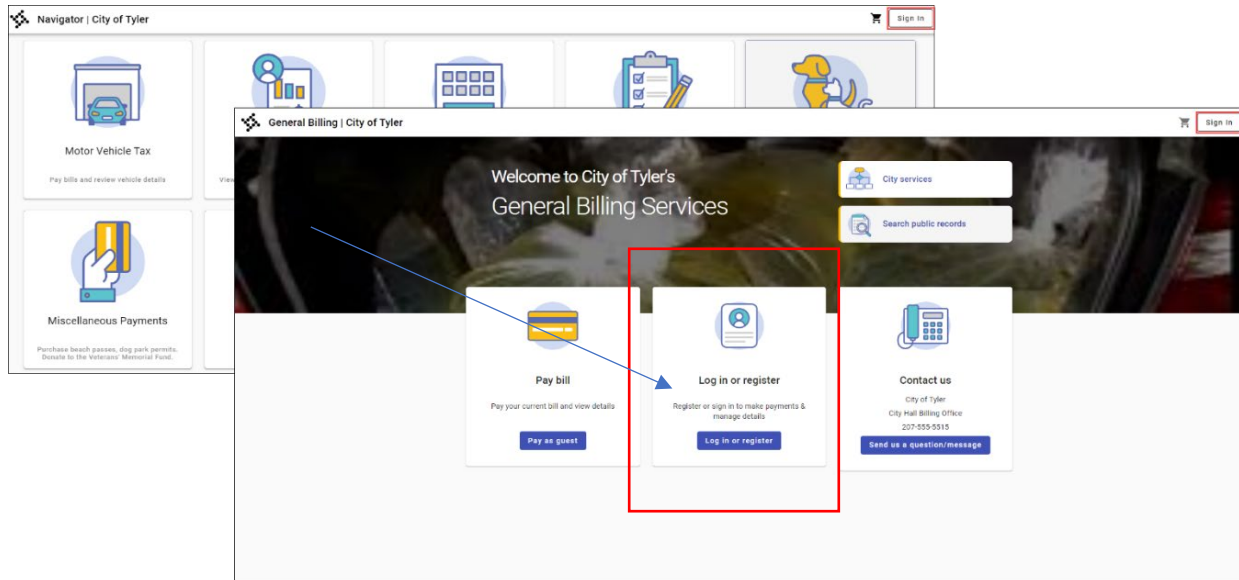 Navigator | City of Tyler
Sign In
Motor Vehicle Tax
Pay bills and review vehicle details
Miscellaneous Payments
Purchase beach passes, dog park permits.
Donate to the Veterans' Memorial Fund.
General Billing | City of Tyler
Sign In
Welcome to City of Tyler's
General Billing Services
City services
Search public records
Pay bill
Pay your current bill and view details
Pay as guest
Log in or register
Register or sign in to make payments &
manage details
Log in or register
Contact us
City of Tyler
City Hall Billing Office
207-555-5515
Send us a question/message